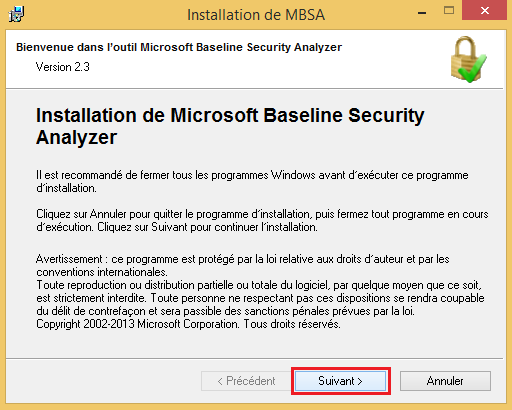 Installation de MBSA
Bienvenue dans l'outil Microsoft Baseline Security Analyzer
Version 2.3
Installation de Microsoft Baseline Security
Analyzer
Il est recommandé de fermer tous les programmes Windows avant d'exécuter ce programme
d'installation.
Cliquez sur Annuler pour quitter le programme d'installation, puis fermez tout programme en cours
d'exécution. Cliquez sur Suivant pour continuer l'installation.
Avertissement : ce programme est protégé par la loi relative aux droits d'auteur et par les
conventions internationales.
Toute reproduction ou distribution partielle ou totale du logiciel, par quelque moyen que ce soit,
est strictement interdite. Toute personne ne respectant pas ces dispositions se rendra coupable
du délit de contrefaçon et sera passible des sanctions pénales prévues par la loi.
Copyright 2002-2013 Microsoft Corporation. Tous droits réservés.
< Précédent
Suivant >
Annuler